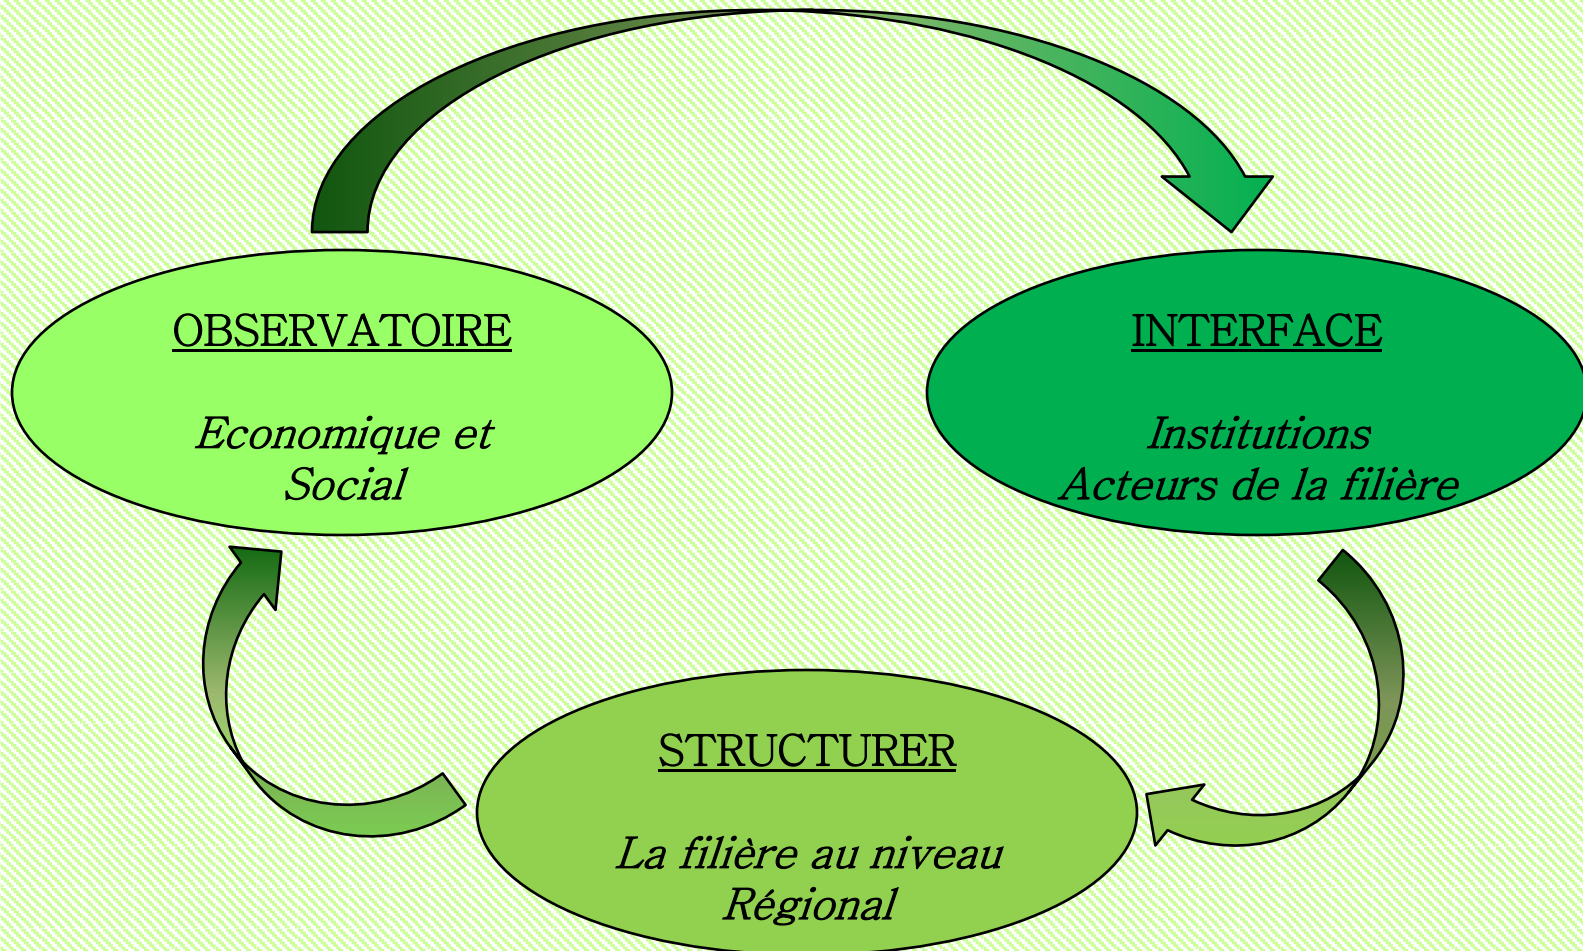 OBSERVATOIRE
Economique et
Social
INTERFACE
Institutions
Acteurs de la filière
STRUCTURER
La filière au niveau
Régional